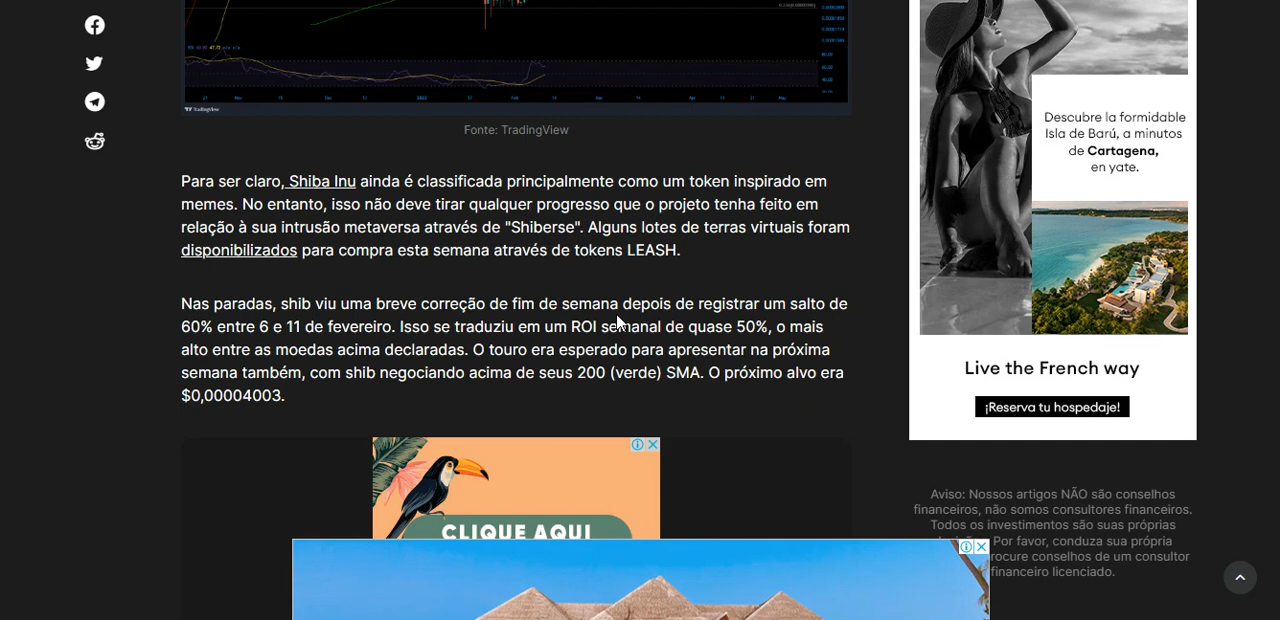 TradingView
Fonte: TradingView
Para ser claro, Shiba Inu ainda é classificada principalmente como um token inspirado em
memes. No entanto, isso não deve tirar qualquer progresso que o projeto tenha feito em
relação à sua intrusão metaversa através de "Shiberse". Alguns lotes de terras virtuais foram
disponibilizados para compra esta semana através de tokens LEASH.
Nas paradas, shib viu uma breve correção de fim de semana depois de registrar um salto de
60% entre 6 e 11 de fevereiro. Isso se traduziu em um ROI semanal de quase 50%, o mais
alto entre as moedas acima declaradas. O touro era esperado para apresentar na próxima
semana também, com shib negociando acima de seus 200 (verde) SMA. O próximo alvo era
$0,00004003.
CLIQUE AQUI
Descubre la formidable
Isla de Barú, a minutos
de Cartagena,
en yate.
Live the French way
¡Reserva tu hospedaje!
Aviso: Nossos artigos NÃO são conselhos
financeiros, não somos consultores financeiros.
Todos os investimentos são suas próprias
Por favor, conduza sua própria
procure conselhos de um consultor
financeiro licenciado.